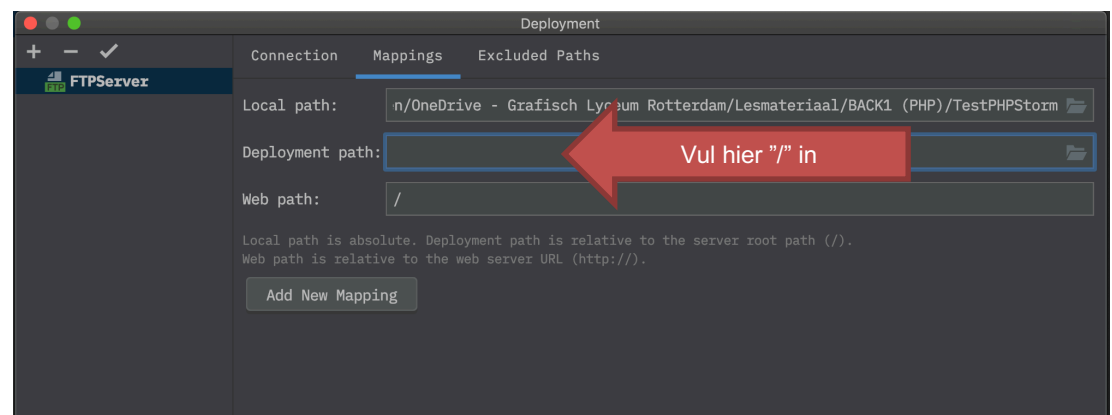 Deployment
Connection Mappings Excluded Paths
FTP FTPServer
Local path: n/OneDrive - Grafisch Lyceum Rotterdam/Lesmateriaal/BACK1 (PHP)/TestPHPStorm
Deployment path: Vul hier ”/” in
Web path: /
Local path is absolute. Deployment path is relative to the server root path (/).
Web path is relative to the web server URL (http://).
Add New Mapping